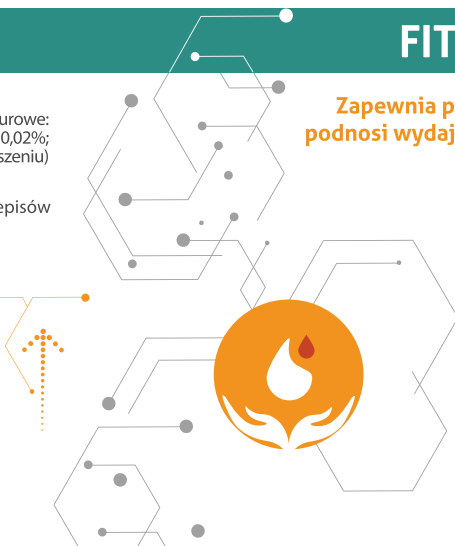 FIT
urowe:
0,02%;
szeniu)
episów
Zapewnia p
podnosi wydaj